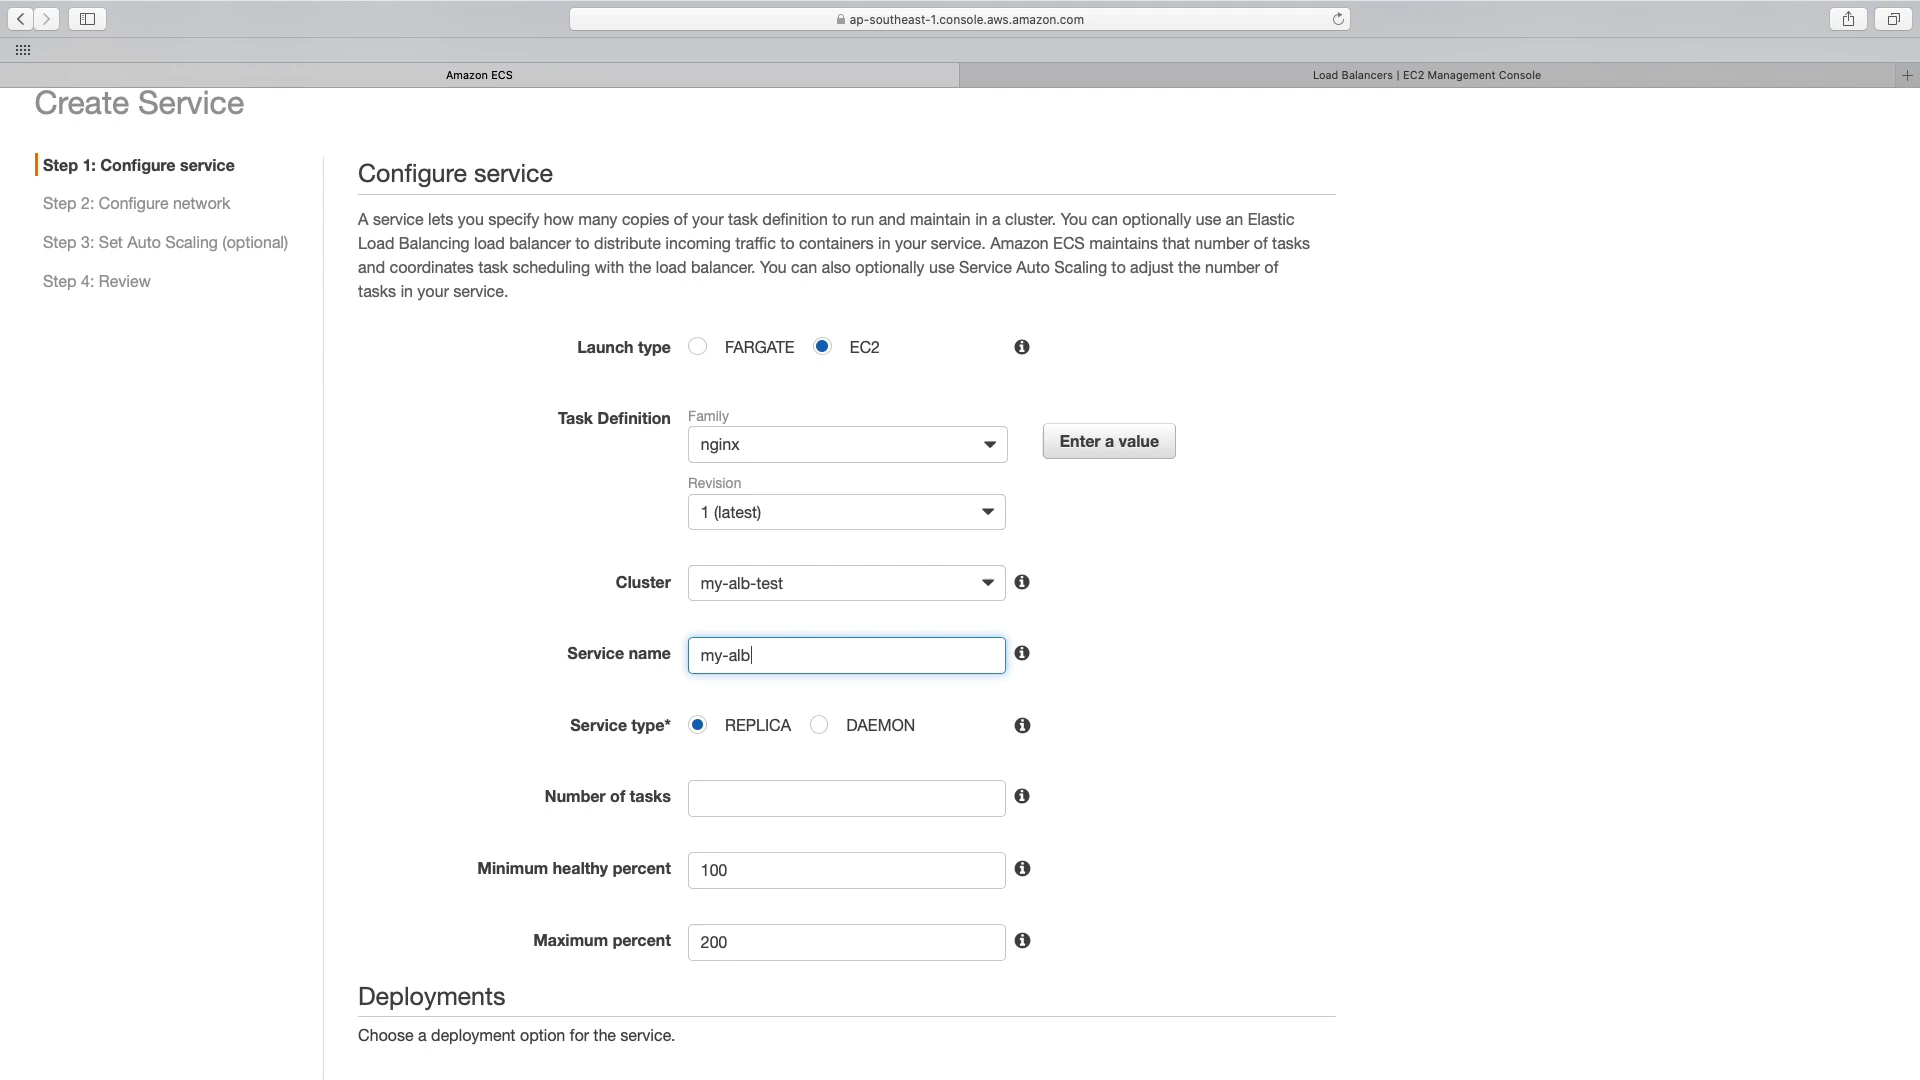 ap-southeast-1.console.aws.amazon.com
Amazon ECS
Load Balancers | EC2 Management Console
Create Service
Step 1: Configure service
Step 2: Configure network
Step 3: Set Auto Scaling (optional)
Step 4: Review
Configure service
A service lets you specify how many copies of your task definition to run and maintain in a cluster. You can optionally use an Elastic
Load Balancing load balancer to distribute incoming traffic to containers in your service. Amazon ECS maintains that number of tasks
and coordinates task scheduling with the load balancer. You can also optionally use Service Auto Scaling to adjust the number of
tasks in your service.
Launch type FARGATE EC2
Task Definition Family
nginx Enter a value
Revision
1 (latest)
Cluster my-alb-test
Service name my-alb
Service type* REPLICA DAEMON
Number of tasks
Minimum healthy percent 100
Maximum percent 200
Deployments
Choose a deployment option for the service.